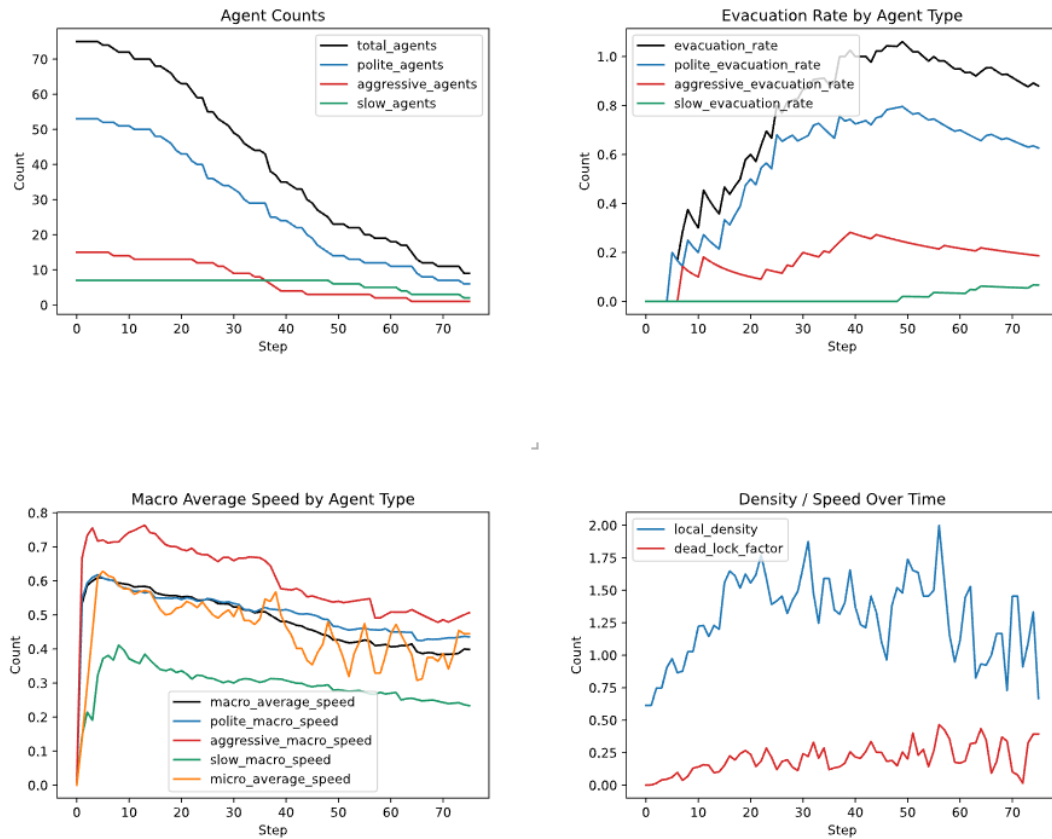 Agent Counts
total_agents
polite_agents
aggressive_agents
slow_agents
70
60
50
40
30
20
10
0
Count
0 10 20 30 40 50 60 70
Step
Evacuation Rate by Agent Type
evacuation_rate
polite_evacuation_rate
aggressive_evacuation_rate
slow_evacuation_rate
1.0
0.8
0.6
0.4
0.2
0.0
Count
0 10 20 30 40 50 60 70
Step
Macro Average Speed by Agent Type
0.8
0.7
0.6
0.5
0.4
0.3
0.2
0.1
0.0
Count
macro_average_speed
polite_macro_speed
aggressive_macro_speed
slow_macro_speed
micro_average_speed
0 10 20 30 40 50 60 70
Step
Density / Speed Over Time
local_density
dead_lock_factor
2.00
1.75
1.50
1.25
1.00
0.75
0.50
0.25
0.00
Count
0 10 20 30 40 50 60 70
Step